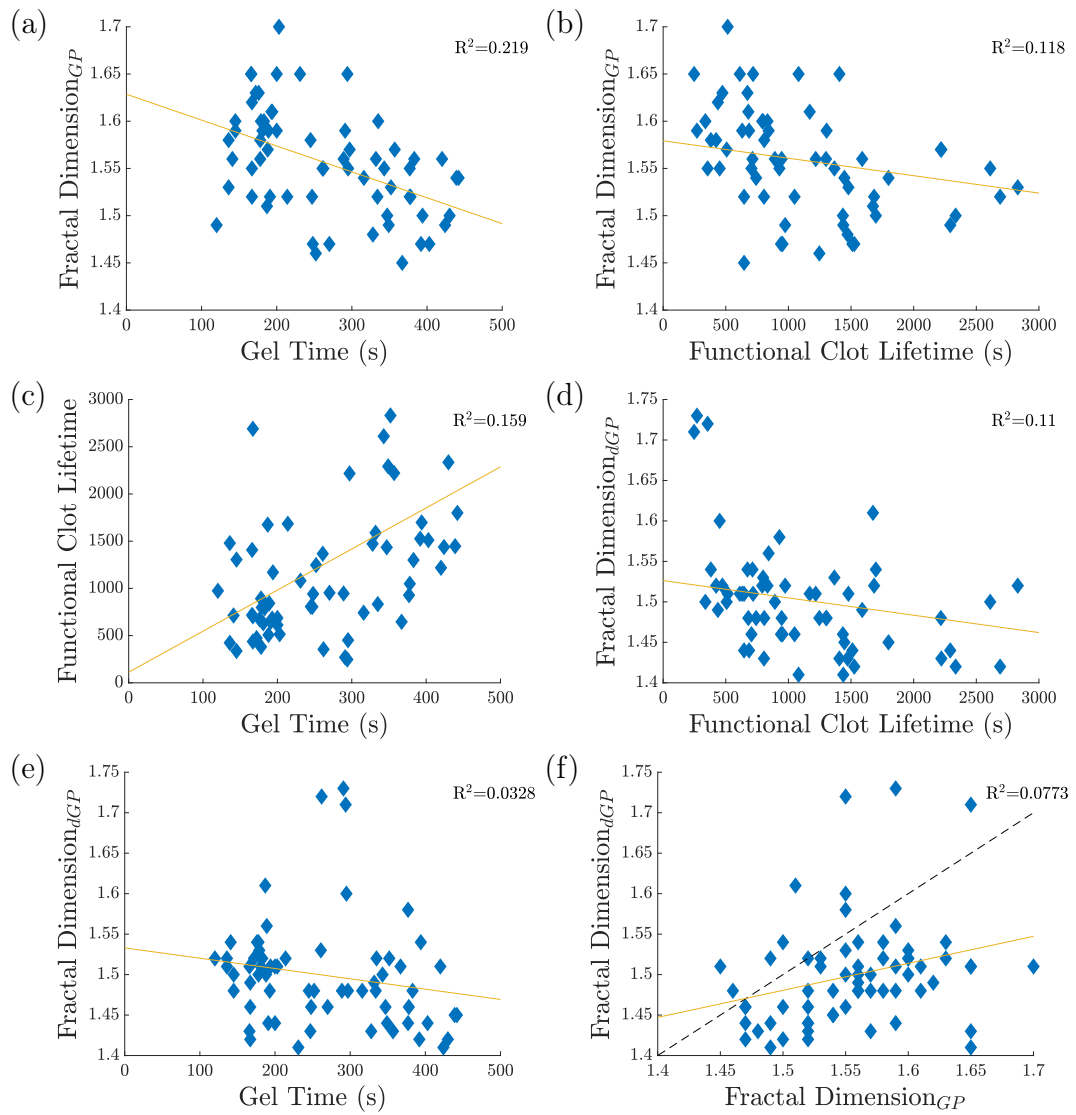 (a)
Fractal Dimension_GP
1.7
1.65
1.6
1.55
1.5
1.45
1.4
R²=0.219
0 100 200 300 400 500
Gel Time (s)
(b)
Fractal Dimension_GP
1.7
1.65
1.6
1.55
1.5
1.45
1.4
R²=0.118
0 500 1000 1500 2000 2500 3000
Functional Clot Lifetime (s)
(c)
Functional Clot Lifetime
3000
2500
2000
1500
1000
500
0
R²=0.159
0 100 200 300 400 500
Gel Time (s)
(d)
Fractal Dimension_dGP
1.75
1.7
1.65
1.6
1.55
1.5
1.45
1.4
R²=0.11
0 500 1000 1500 2000 2500 3000
Functional Clot Lifetime (s)
(e)
Fractal Dimension_dGP
1.75
1.7
1.65
1.6
1.55
1.5
1.45
1.4
R²=0.0328
0 100 200 300 400 500
Gel Time (s)
(f)
Fractal Dimension_dGP
1.75
1.7
1.65
1.6
1.55
1.5
1.45
1.4
R²=0.0773
1.4 1.45 1.5 1.55 1.6 1.65 1.7
Fractal Dimension_GP